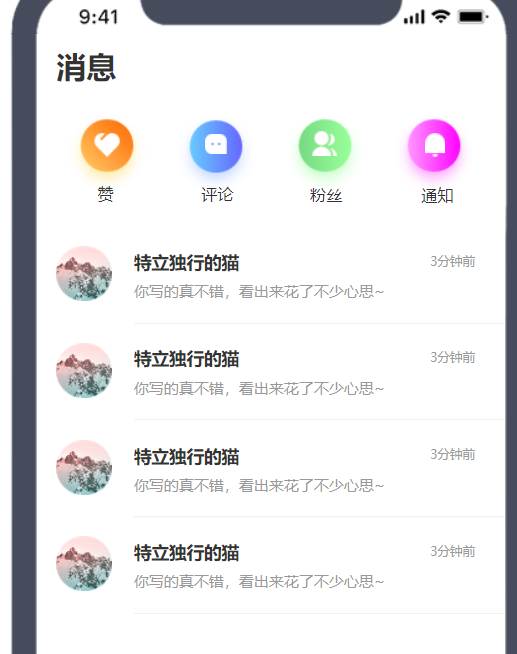 9:41
消息
赞 评论 粉丝 通知
特立独行的猫 3分钟前
你写的真不错，看出来花了不少心思~
特立独行的猫 3分钟前
你写的真不错，看出来花了不少心思~
特立独行的猫 3分钟前
你写的真不错，看出来花了不少心思~
特立独行的猫 3分钟前
你写的真不错，看出来花了不少心思~